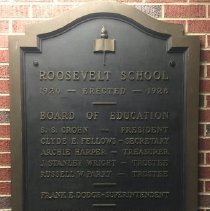 ROOSEVELT SCHOOL
1920 - ERECTED - 1926
BOARD OF EDUCATION
S. S. CROHN - PRESIDENT
CLYDE E. FELLOWS - SECRETARY
ARCHIE HARPER - TREASURER
J. STANLEY WRIGHT - TRUSTEE
RUSSELL W. PARRY - TRUSTEE
FRANK E. DODGE - SUPERINTENDENT